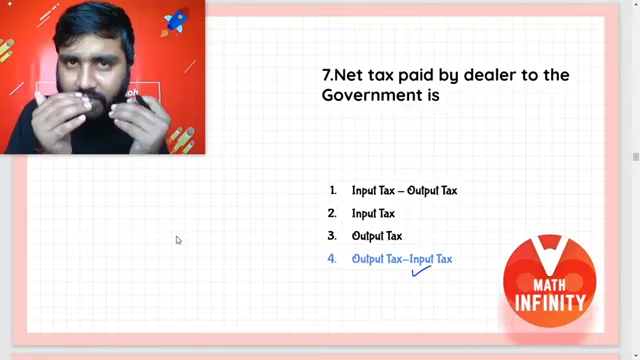 7.Net tax paid by dealer to the
Government is
1. Input Tax – Output Tax
2. Input Tax
3. Output Tax
4. Output Tax–Input Tax
MATH
INFINITY